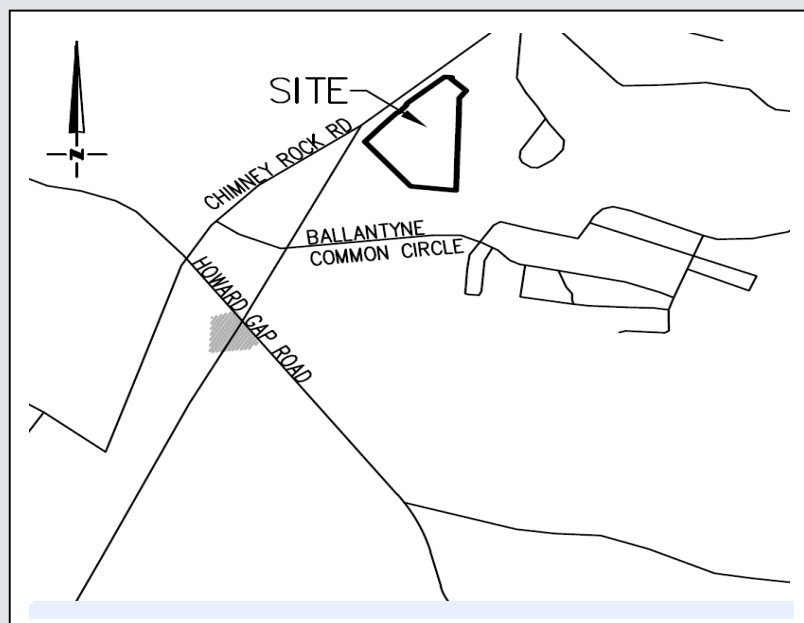 SITE
CHIMNEY ROCK RD
BALLANTYNE
COMMON CIRCLE
HOWARD GAP ROAD
N